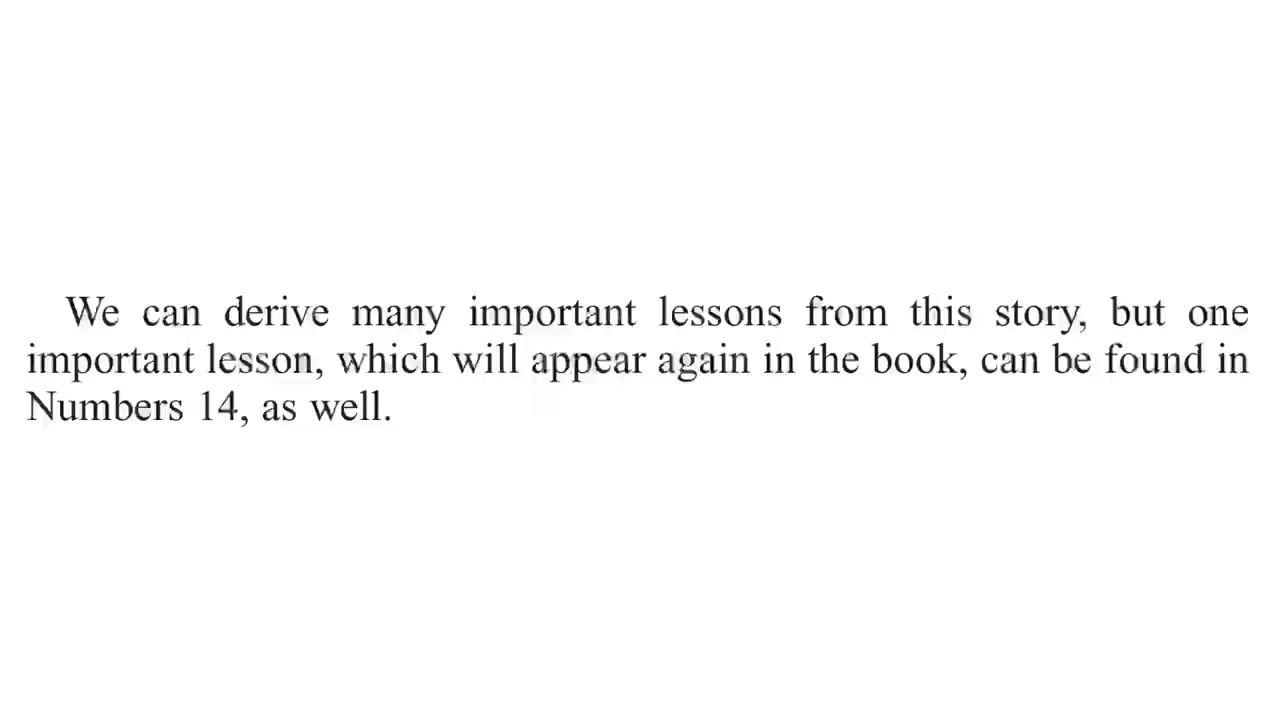 We can derive many important lessons from this story, but one
important lesson, which will appear again in the book, can be found in
Numbers 14, as well.